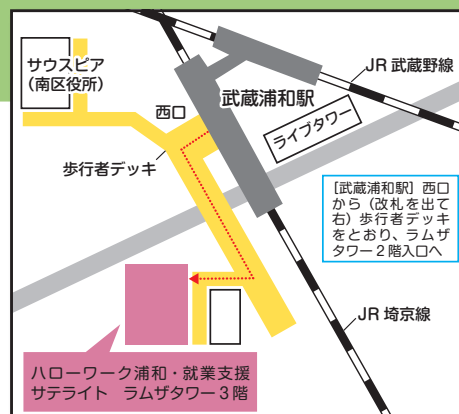 サウスピア
(南区役所)
JR 武蔵野線
西口
武蔵浦和駅
ライブタワー
歩行者デッキ
[武蔵浦和駅] 西口
から (改札を出て
右) 歩行者デッキ
をとおり、ラムザ
タワー2階入口へ
JR 埼京線
ハローワーク浦和・就業支援
サテライト ラムザタワー3階